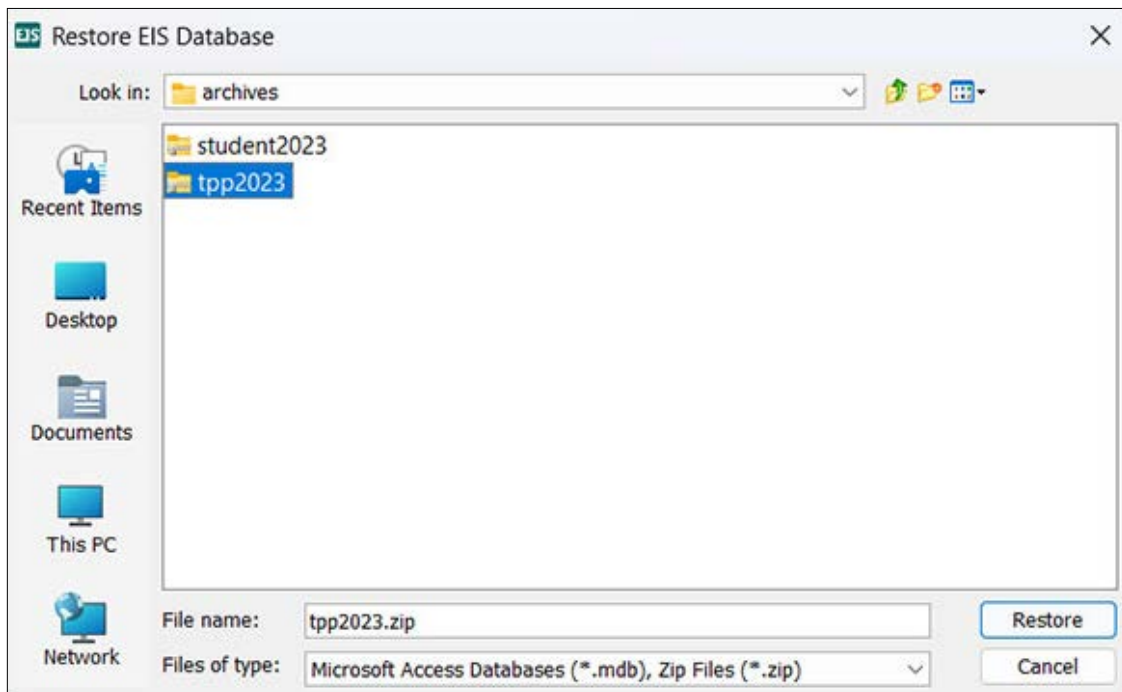 EJS Restore EIS Database
Look in: archives
student2023
tpp2023
Recent Items
Desktop
Documents
This PC
Network
File name: tpp2023.zip
Restore
Files of type: Microsoft Access Databases (*.mdb), Zip Files (*.zip)
Cancel